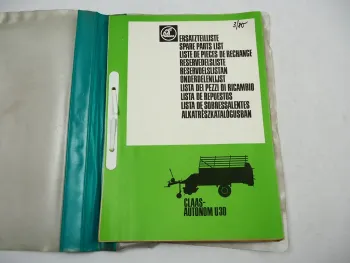 3/80
ERSATZTEILLISTE
SPARE PARTS LIST
LISTE DE PIECES DE RECHANGE
RESERVEDELSLISTE
RESERVDELSLISTAN
ONDERDELENLIJST
LISTA DEI PEZZI DI RICAMBIO
LISTA DE REPUESTOS
LISTA DE SOBRESSALENTES
ALKATRÉSZKATALÓGUSBAN
CLAAS-
AUTONOM U30